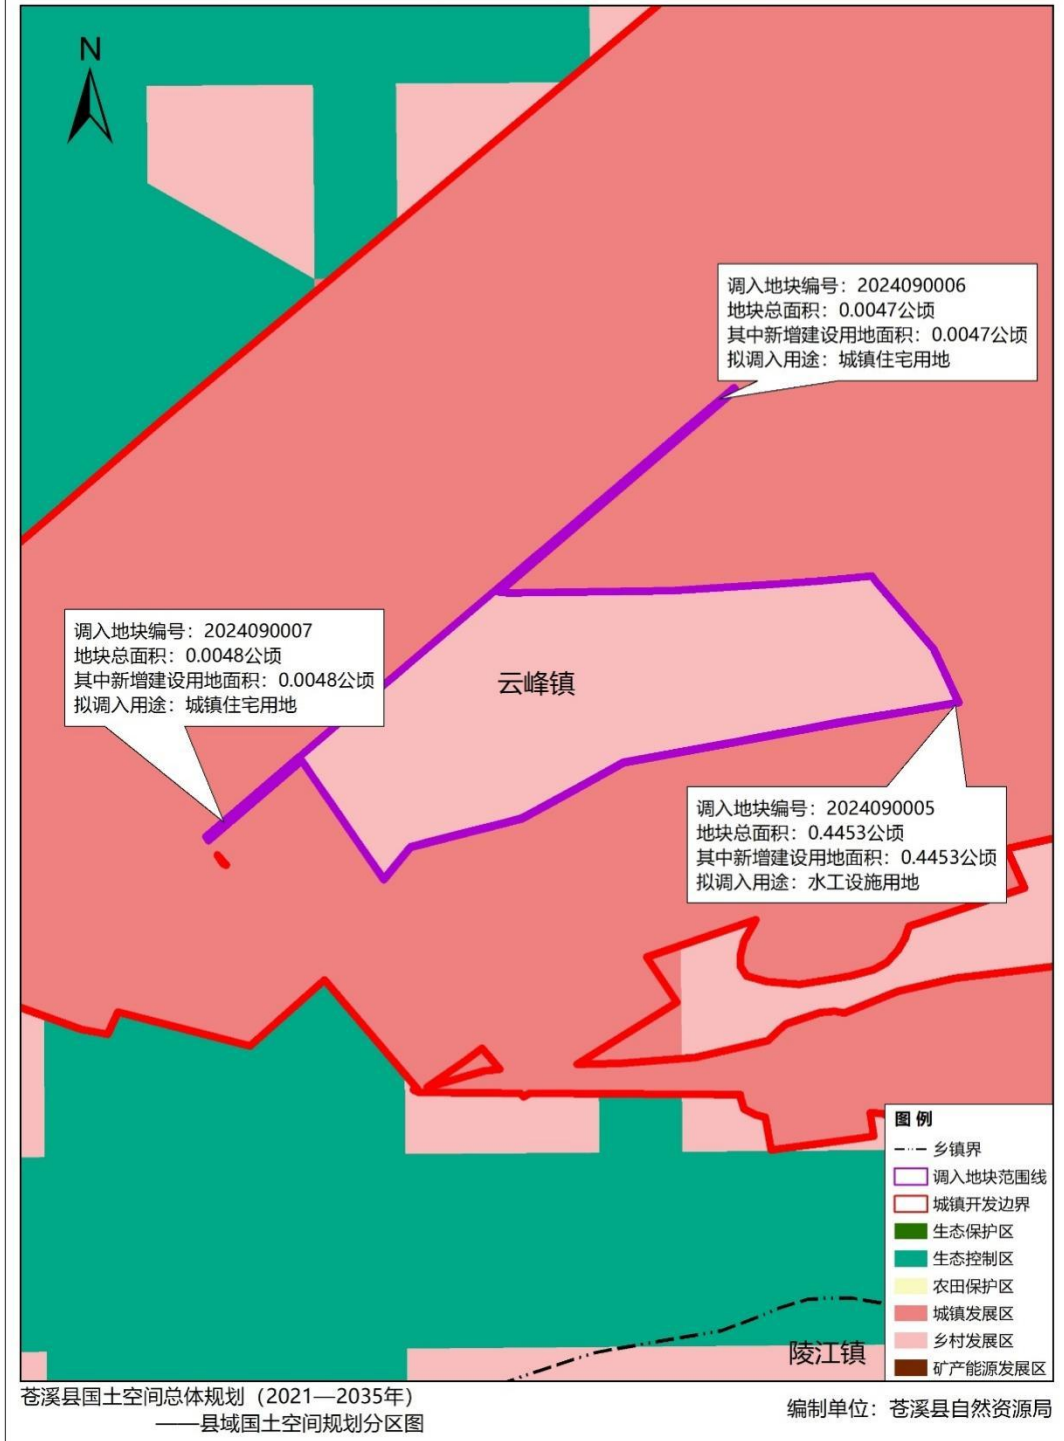 N
调入地块编号：2024090006
地块总面积：0.0047公顷
其中新增建设用地面积：0.0047公顷
拟调入用途：城镇住宅用地
调入地块编号：2024090007
地块总面积：0.0048公顷
其中新增建设用地面积：0.0048公顷
拟调入用途：城镇住宅用地
云峰镇
调入地块编号：2024090005
地块总面积：0.4453公顷
其中新增建设用地面积：0.4453公顷
拟调入用途：水工设施用地
图例
乡镇界
调入地块范围线
城镇开发边界
生态保护区
生态控制区
农田保护区
城镇发展区
乡村发展区
矿产能源发展区
陵江镇
苍溪县国土空间总体规划（2021—2035年）
——县域国土空间规划分区图
编制单位：苍溪县自然资源局